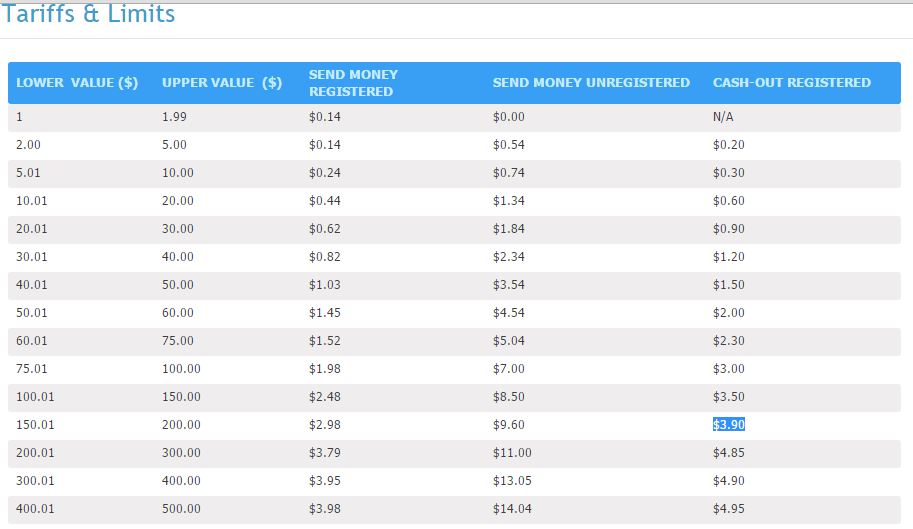 Tariffs & Limits
LOWER VALUE ($) UPPER VALUE ($) SEND MONEY REGISTERED SEND MONEY UNREGISTERED CASH-OUT REGISTERED
1 1.99 $0.14 $0.00 N/A
2.00 5.00 $0.14 $0.54 $0.20
5.01 10.00 $0.24 $0.74 $0.30
10.01 20.00 $0.44 $1.34 $0.60
20.01 30.00 $0.62 $1.84 $0.90
30.01 40.00 $0.82 $2.34 $1.20
40.01 50.00 $1.03 $3.54 $1.50
50.01 60.00 $1.45 $4.54 $2.00
60.01 75.00 $1.52 $5.04 $2.30
75.01 100.00 $1.98 $7.00 $3.00
100.01 150.00 $2.48 $8.50 $3.50
150.01 200.00 $2.98 $9.60 $3.90
200.01 300.00 $3.79 $11.00 $4.85
300.01 400.00 $3.95 $13.05 $4.90
400.01 500.00 $3.98 $14.04 $4.95